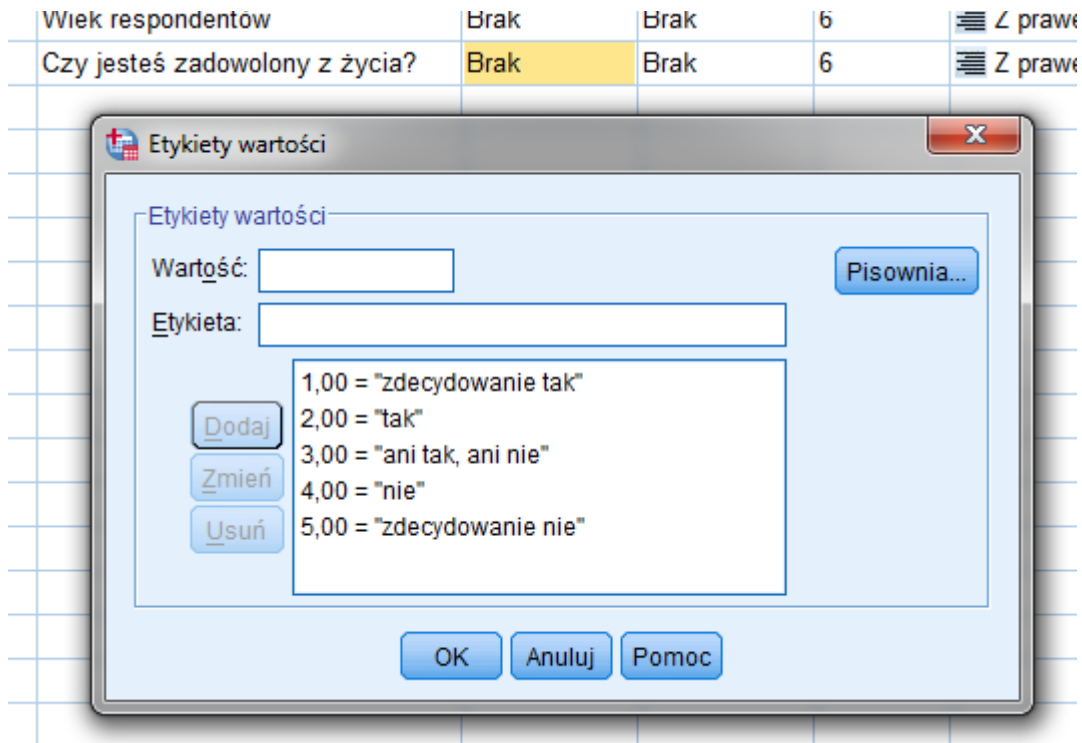 Wiek respondentów Brak Brak 6 Z prawe
Czy jesteś zadowolony z życia? Brak Brak 6 Z prawe
Etykiety wartości
Etykiety wartości
Wartość:
Pisownia...
Etykieta:
1,00 = "zdecydowanie tak"
Dodaj
2,00 = "tak"
3,00 = "ani tak, ani nie"
Zmień
4,00 = "nie"
Usuń
5,00 = "zdecydowanie nie"
OK Anuluj Pomoc